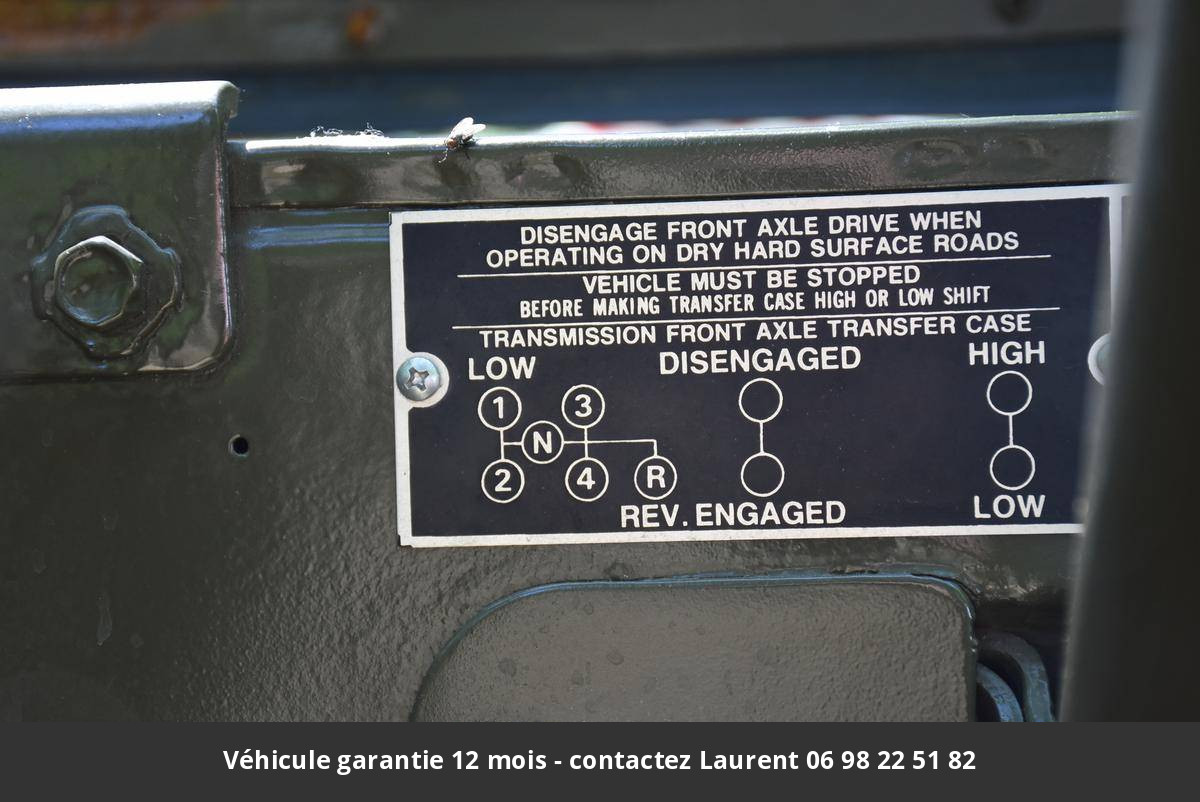 DISENGAGE FRONT AXLE DRIVE WHEN
OPERATING ON DRY HARD SURFACE ROADS
VEHICLE MUST BE STOPPED
BEFORE MAKING TRANSFER CASE HIGH OR LOW SHIFT
TRANSMISSION FRONT AXLE TRANSFER CASE
LOW DISENGAGED HIGH
1 3
N
2 4 R
REV. ENGAGED LOW
Véhicule garantie 12 mois - contactez Laurent 06 98 22 51 82